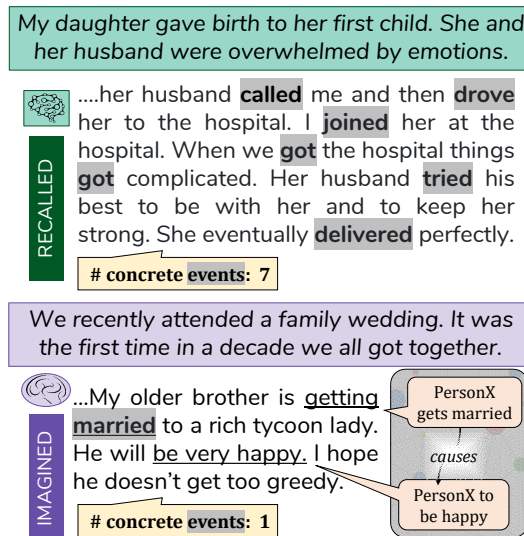 My daughter gave birth to her first child. She and
her husband were overwhelmed by emotions.
....her husband called me and then drove
her to the hospital. I joined her at the
hospital. When we got the hospital things
got complicated. Her husband tried his
best to be with her and to keep her
strong. She eventually delivered perfectly.
RECALLED
# concrete events: 7
We recently attended a family wedding. It was
the first time in a decade we all got together.
...My older brother is getting
married to a rich tycoon lady.
He will be very happy. I hope
he doesn't get too greedy.
IMAGINED
# concrete events: 1
PersonX
gets married
causes
PersonX to
be happy